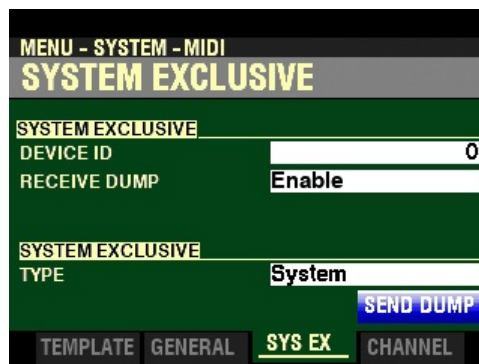 MENU - SYSTEM - MIDI
SYSTEM EXCLUSIVE
SYSTEM EXCLUSIVE
DEVICE ID 0
RECEIVE DUMP Enable
SYSTEM EXCLUSIVE
TYPE System
SEND DUMP
TEMPLATE GENERAL SYS EX CHANNEL